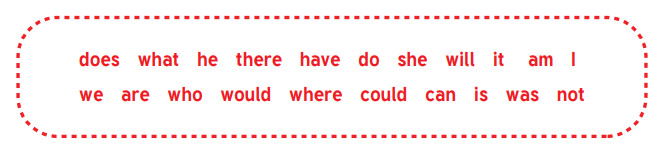 does what he there have do she will it am I
we are who would where could can is was not